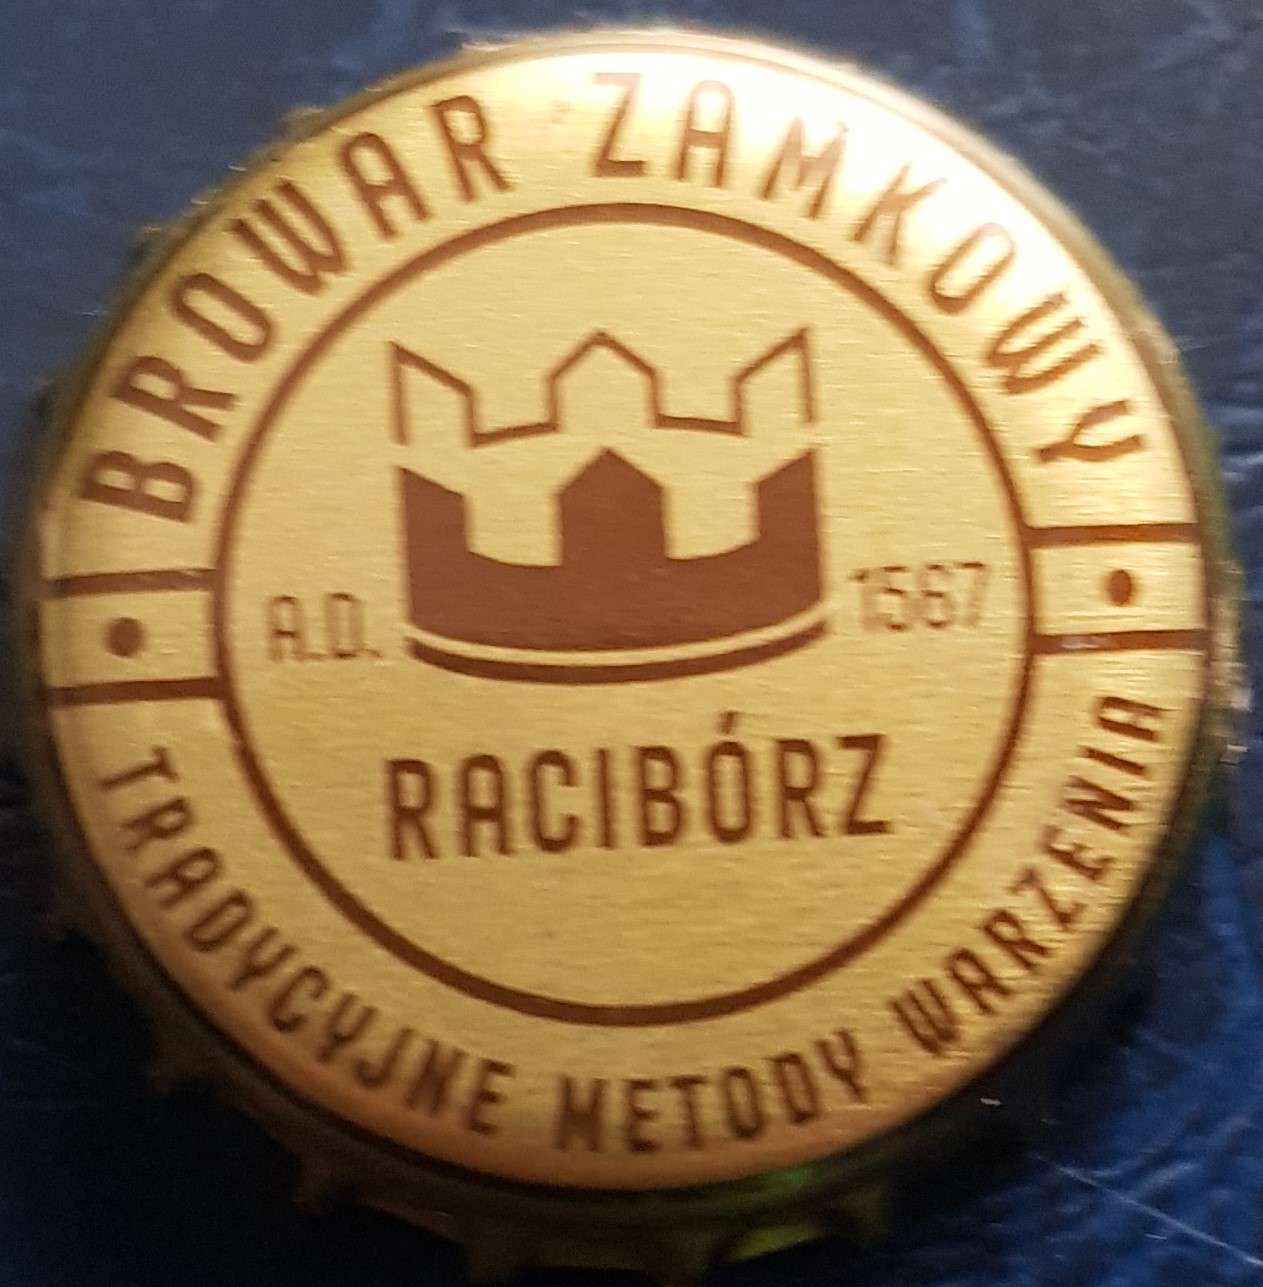 BROWAR ZAMKOWY
A.D. 1567
RACIBÓRZ
TRADYCYJNE METODY WARZENIA